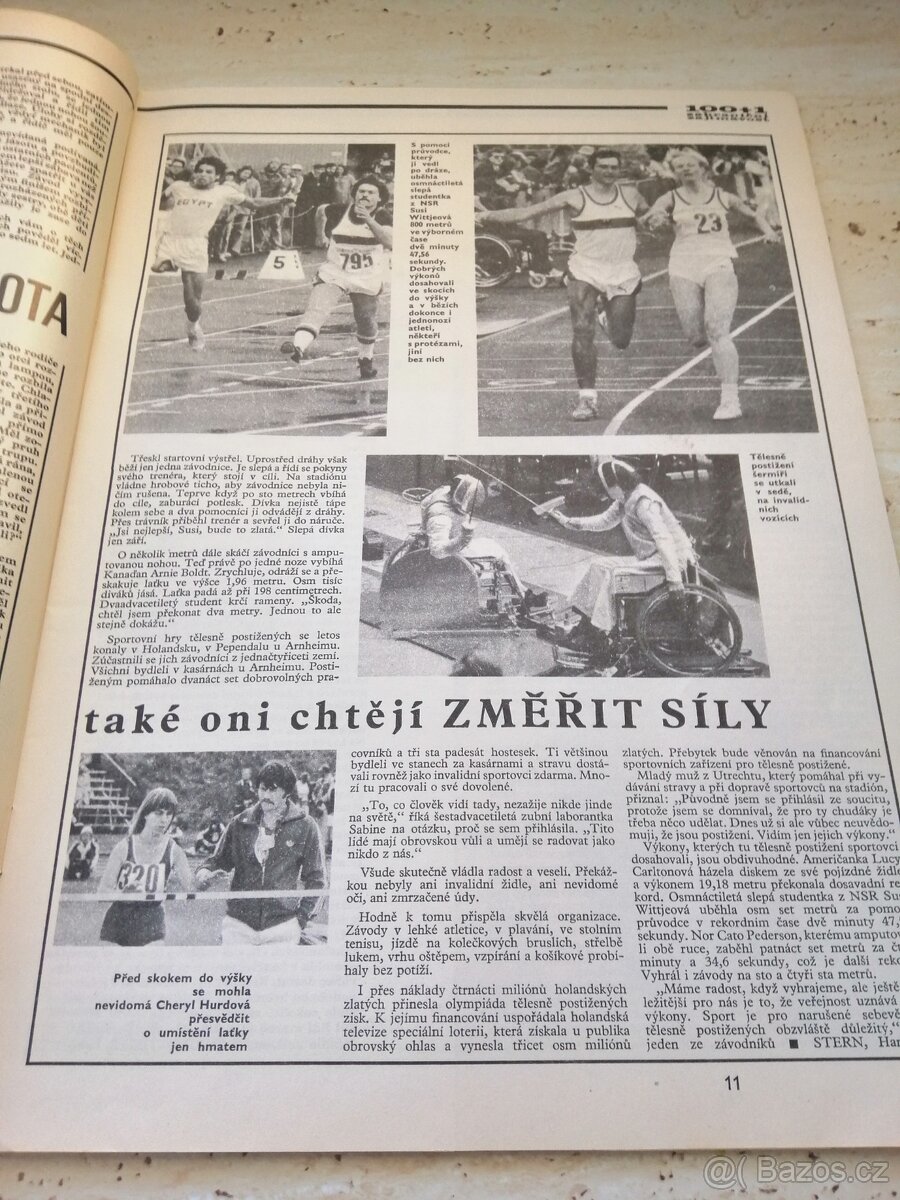 100+1
zahraniční
zajímavost
OTA
EGYPT
5
795
23
S pomocí
průvodce,
který
ji vedl
po dráze,
uběhla
osmnáctiletá
slepá
studentka
z NSR
Susi
Wittjeová
800 metrů
ve výborném
čase
dvě minuty
47,56
sekundy.
Dobrých
výkonů
dosahovali
ve skocích
do výšky
a v bězích
dokonce i
jednonozí
atleti,
někteří
s protézami,
jiní
bez nich
Třeskl startovní výstřel. Uprostřed dráhy však
běží jen jedna závodnice. Je slepá a řídí se pokyny
svého trenéra, který stojí v cíli. Na stadiónu
vládne hrobové ticho, aby závodnice nebyla ni-
čím rušena. Teprve když po sto metrech vbíhá
do cíle, zaburácí potlesk. Dívka nejistě tápe
kolem sebe a dva pomocníci ji odvádějí z dráhy.
Přes trávník přiběhl trenér a sevřel ji do náruče.
„Jsi nejlepší, Susi, bude to zlatá.“ Slepá dívka
jen září.
O několik metrů dále skáčí závodníci s ampu-
tovanou nohou. Teď právě po jedné noze vybíhá
Kanaďan Arnie Boldt. Zrychluje, odráží se a pře-
skakuje laťku ve výšce 1,96 metru. Osm tisíc
diváků jásá. Laťka padá až při 198 centimetrech.
Dvaadvacetiletý student krčí rameny. „Škoda,
chtěl jsem překonat dva metry. Jednou to ale
stejně dokážu.“
Sportovní hry tělesně postižených se letos
konaly v Holandsku, v Pependalu u Arnheimu.
Zúčastnili se jich závodníci z jednačtyřiceti zemí.
Všichni bydleli v kasárnách u Arnheimu. Posti-
ženým pomáhalo dvanáct set dobrovolných pra-
Tělesně
postižení
šermíři
se utkali
v sedě,
na invalid-
ních
vozících
také oni chtějí ZMĚŘIT SÍLY
320
Před skokem do výšky
se mohla
nevidomá Cheryl Hurdová
přesvědčit
o umístění laťky
jen hmatem
covníků a tři sta padesát hostesek. Ti většinou
bydleli ve stanech za kasárnami a stravu dostá-
vali rovněž jako invalidní sportovci zdarma. Mno-
zí tu pracovali o své dovolené.
„To, co člověk vidí tady, nezažije nikde jinde
na světě,“ říká šestadvacetiletá zubní laborantka
Sabine na otázku, proč se sem přihlásila. „Tito
lidé mají obrovskou vůli a umějí se radovat jako
nikdo z nás.“
Všude skutečně vládla radost a veselí. Překáž-
kou nebyly ani invalidní židle, ani nevidomé
oči, ani zmrzačené údy.
Hodně k tomu přispěla skvělá organizace.
Závody v lehké atletice, v plavání, ve stolním
tenisu, jízdě na kolečkových bruslích, střelbě
lukem, vrhu oštěpem, vzpírání a košíkové probí-
haly bez potíží.
I přes náklady čtrnácti miliónů holandských
zlatých přinesla olympiáda tělesně postižených
zisk. K jejímu financování uspořádala holandská
televize speciální loterii, která získala u publika
obrovský ohlas a vynesla třicet osm miliónů
zlatých. Přebytek bude věnován na financování
sportovních zařízení pro tělesně postižené.
Mladý muž z Utrechtu, který pomáhal při vy-
dávání stravy a při dopravě sportovců na stadión,
přiznal: „Původně jsem se přihlásil ze soucitu,
protože jsem se domníval, že pro ty chudáky je
třeba něco udělat. Dnes už si ale vůbec neuvědo-
muji, že jsou postižení. Vidím jen jejich výkony.“
Výkony, kterých tu tělesně postižení sportovci
dosahovali, jsou obdivuhodné. Američanka Lucy
Carltonová házela diskem ze své pojízdné židle
a výkonem 19,18 metru překonala dosavadní re-
kord. Osmnáctiletá slepá studentka z NSR Su
Wittjeová uběhla osm set metrů za pomo
průvodce v rekordním čase dvě minuty 47,
sekundy. Nor Cato Pederson, kterému amputov
li obě ruce, zaběhl patnáct set metrů za čt
minuty a 34,6 sekundy, což je další reko
Vyhrál i závody na sto a čtyři sta metrů.
„Máme radost, když vyhrajeme, ale ještě
ležitější pro nás je to, že veřejnost uznává
výkony. Sport je pro narušené sebevě
tělesně postižených obzvláště důležitý,“
jeden ze závodníků ■ STERN, Ham
11
@ Bazoš.cz